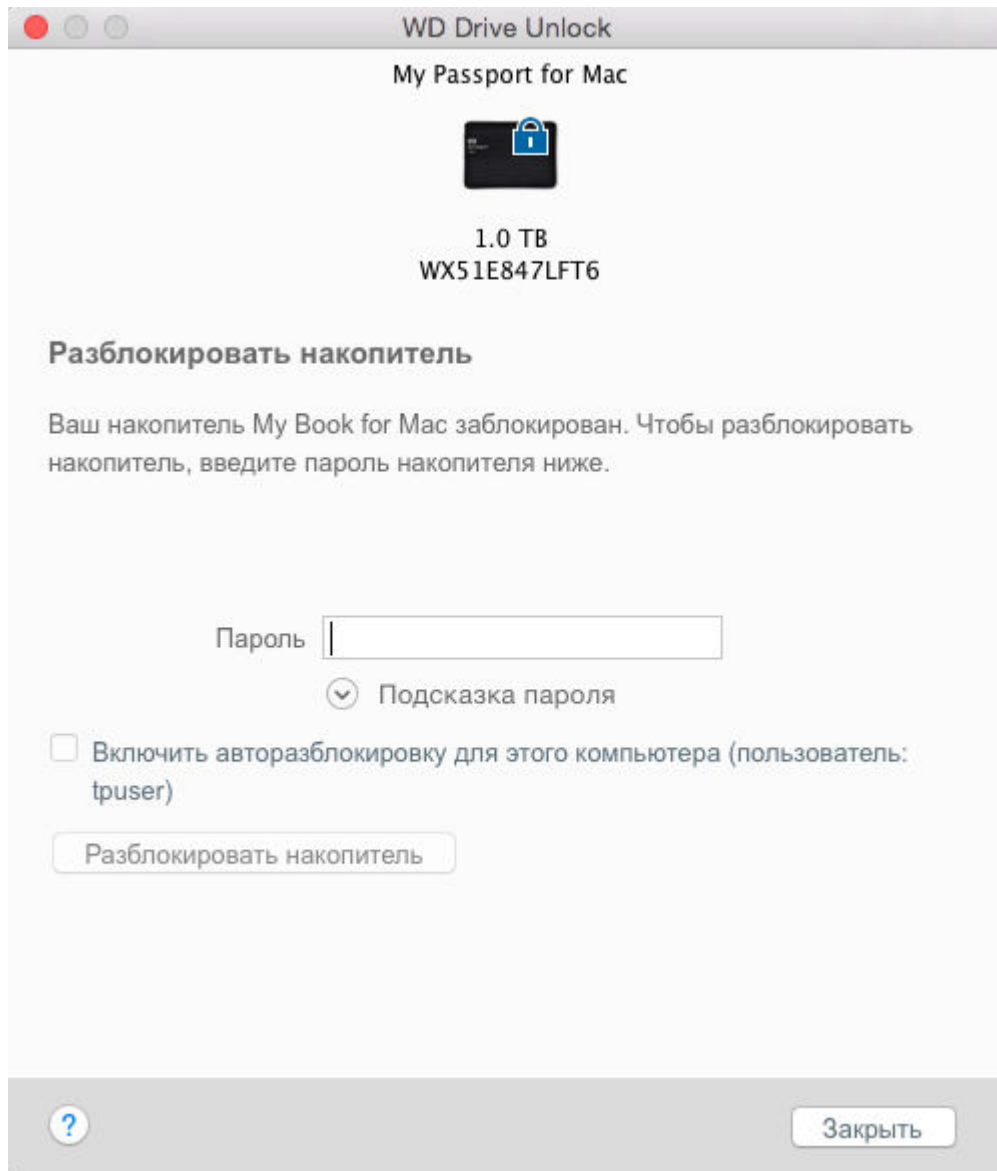 WD Drive Unlock
My Passport for Mac
1.0 TB
WX51E847LFT6
Разблокировать накопитель
Ваш накопитель My Book for Mac заблокирован. Чтобы разблокировать
накопитель, введите пароль накопителя ниже.
Пароль
Подсказка пароля
Включить авторазблокировку для этого компьютера (пользователь:
tpuser)
Разблокировать накопитель
?
Закрыть